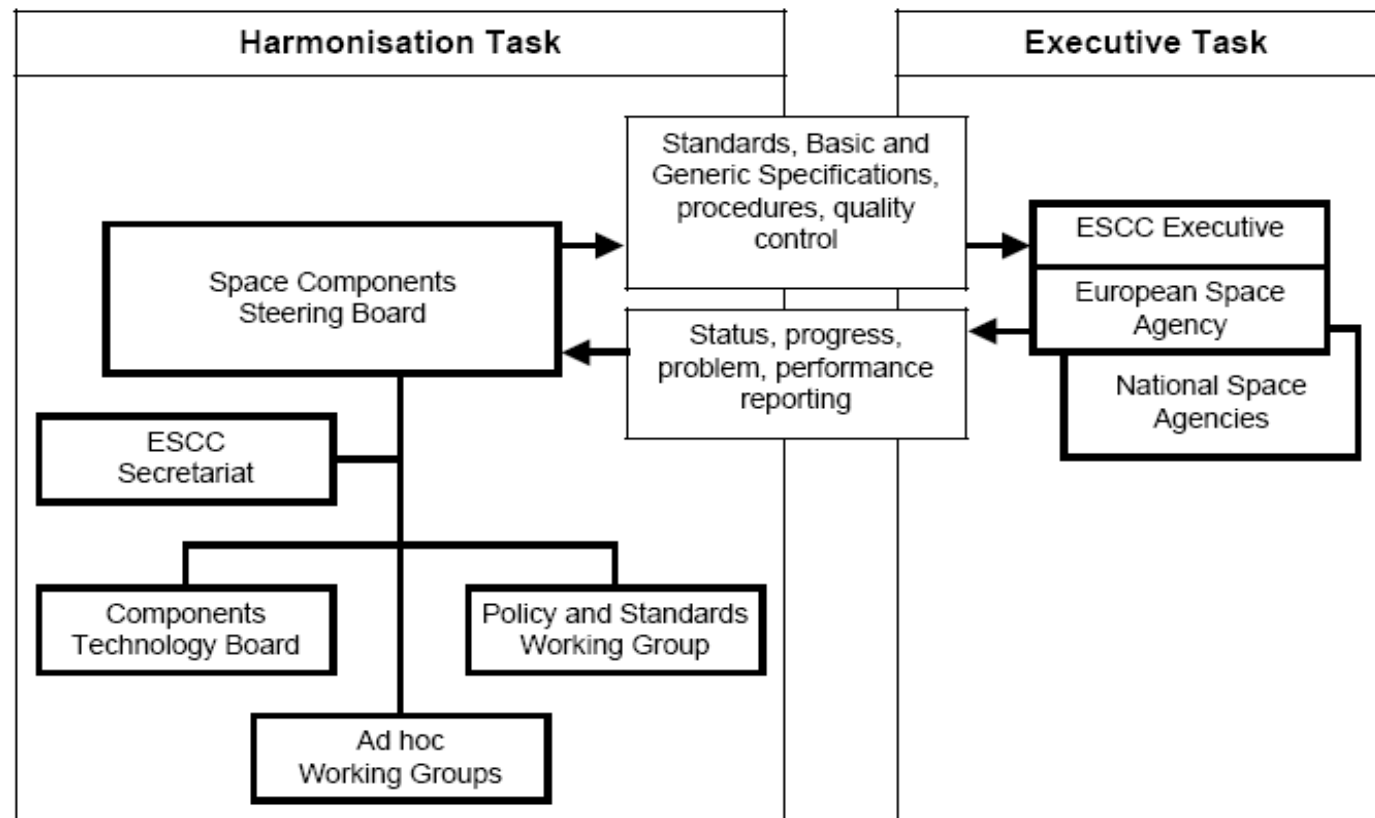 Harmonisation Task
Executive Task
Standards, Basic and
Generic Specifications,
procedures, quality
control
Space Components
Steering Board
ESCC Executive
European Space
Agency
Status, progress,
problem, performance
reporting
National Space
Agencies
ESCC
Secretariat
Components
Technology Board
Policy and Standards
Working Group
Ad hoc
Working Groups